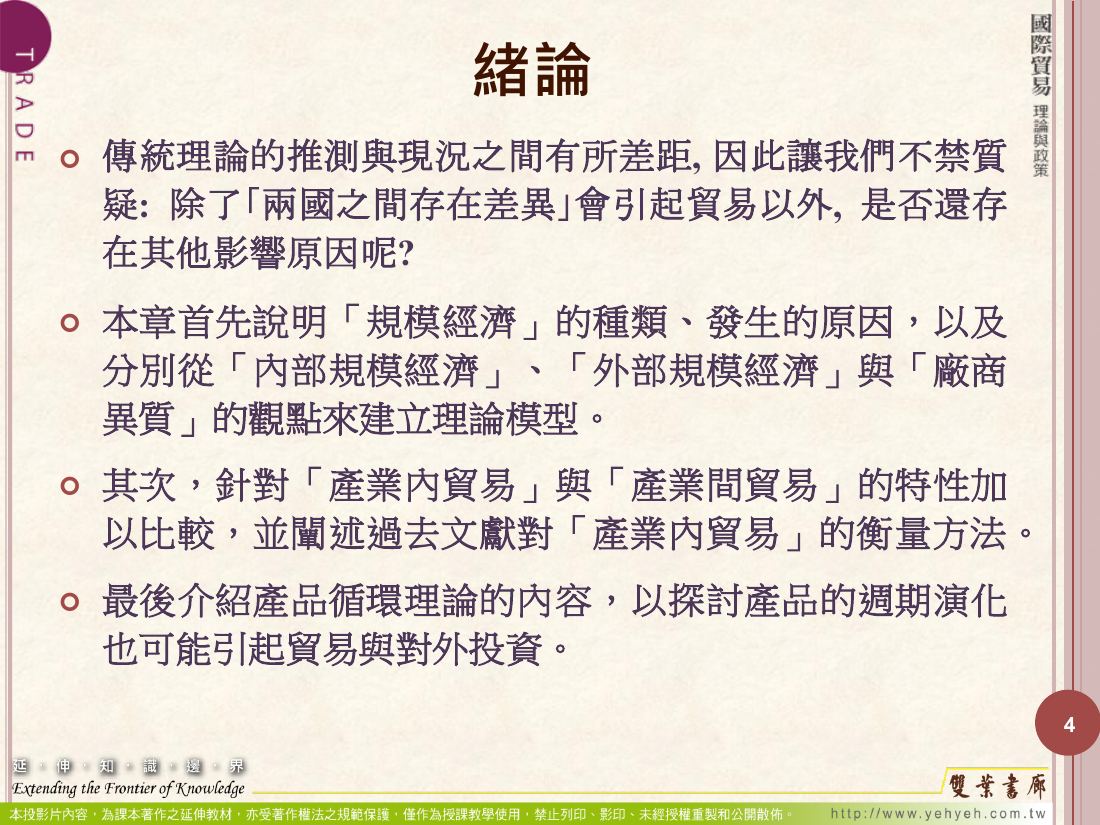 緒論
TRADE
國際貿易 理論與政策
傳統理論的推測與現況之間有所差距, 因此讓我們不禁質
疑: 除了「兩國之間存在差異」會引起貿易以外, 是否還存
在其他影響原因呢?
本章首先說明「規模經濟」的種類、發生的原因，以及
分別從「內部規模經濟」、「外部規模經濟」與「廠商
異質」的觀點來建立理論模型。
其次，針對「產業內貿易」與「產業間貿易」的特性加
以比較，並闡述過去文獻對「產業內貿易」的衡量方法。
最後介紹產品循環理論的內容，以探討產品的週期演化
也可能引起貿易與對外投資。
4
延。伸。知。識。邊。界
Extending the Frontier of Knowledge
雙葉書廊
本投影片內容，為課本著作之延伸教材，亦受著作權法之規範保護，僅作為授課教學使用，禁止列印、影印、未經授權重製和公開散佈。
http://www.yehyeh.com.tw